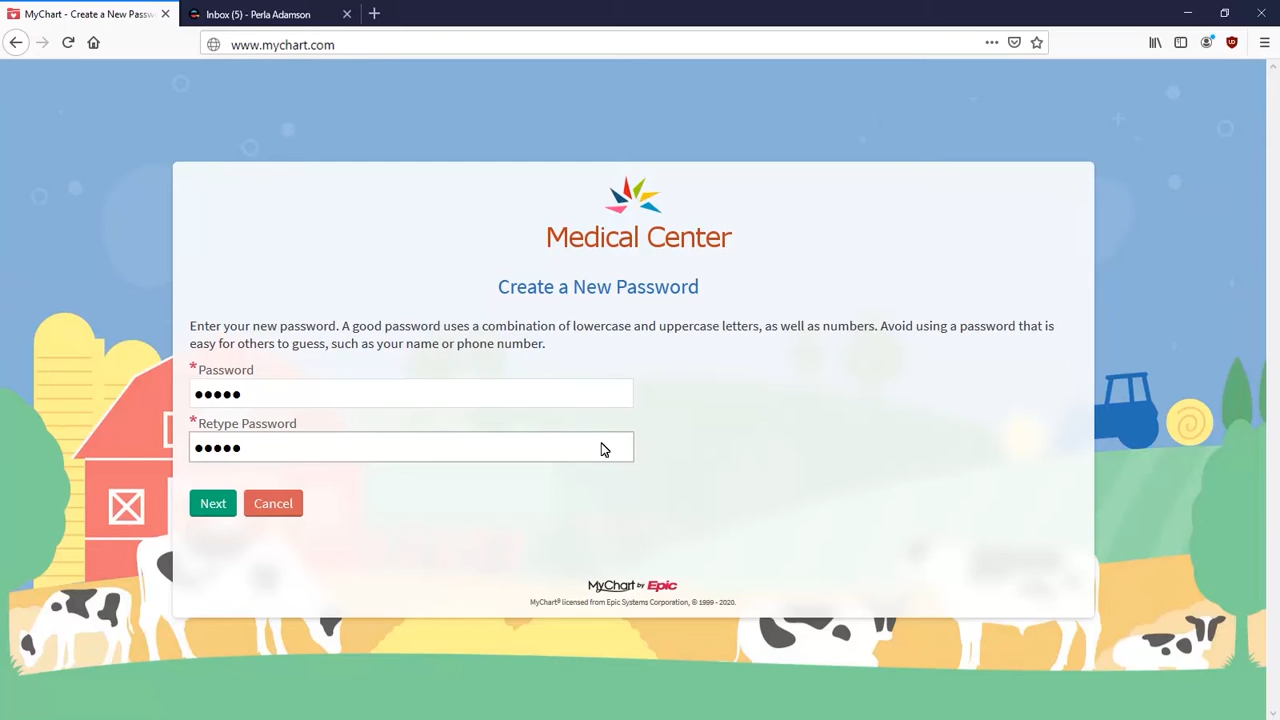 MyChart - Create a New Passw
Inbox (5) - Perla Adamson
www.mychart.com
Medical Center
Create a New Password
Enter your new password. A good password uses a combination of lowercase and uppercase letters, as well as numbers. Avoid using a password that is
easy for others to guess, such as your name or phone number.
*Password
•••••
*Retype Password
•••••
Next Cancel
MyChart by Epic
MyChart® licensed from Epic Systems Corporation, © 1999 - 2020.